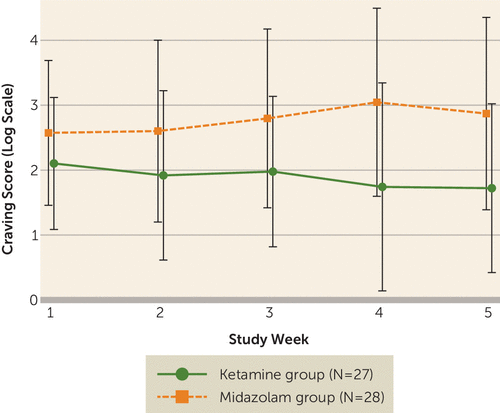 4
3
2
1
0
Craving Score (Log Scale)
1 2 3 4 5
Study Week
Ketamine group (N=27)
Midazolam group (N=28)